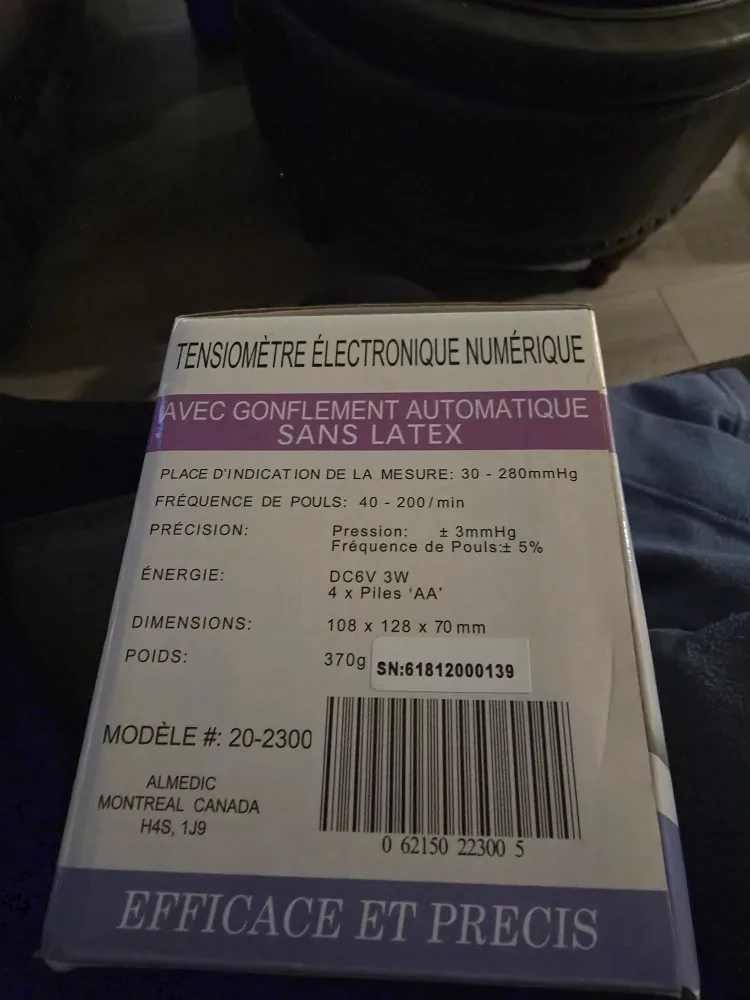 TENSIOMÈTRE ÉLECTRONIQUE NUMÉRIQUE
AVEC GONFLEMENT AUTOMATIQUE
SANS LATEX
PLACE D'INDICATION DE LA MESURE: 30 - 280mmHg
FRÉQUENCE DE POULS: 40 - 200/min
PRÉCISION: Pression: ± 3mmHg
Fréquence de Pouls:± 5%
ÉNERGIE: DC6V 3W
4 x Piles 'AA'
DIMENSIONS: 108 x 128 x 70 mm
POIDS: 370g
SN:61812000139
MODÈLE #: 20-2300
ALMEDIC
MONTREAL CANADA
H4S, 1J9
0 62150 22300 5
EFFICACE ET PRECIS